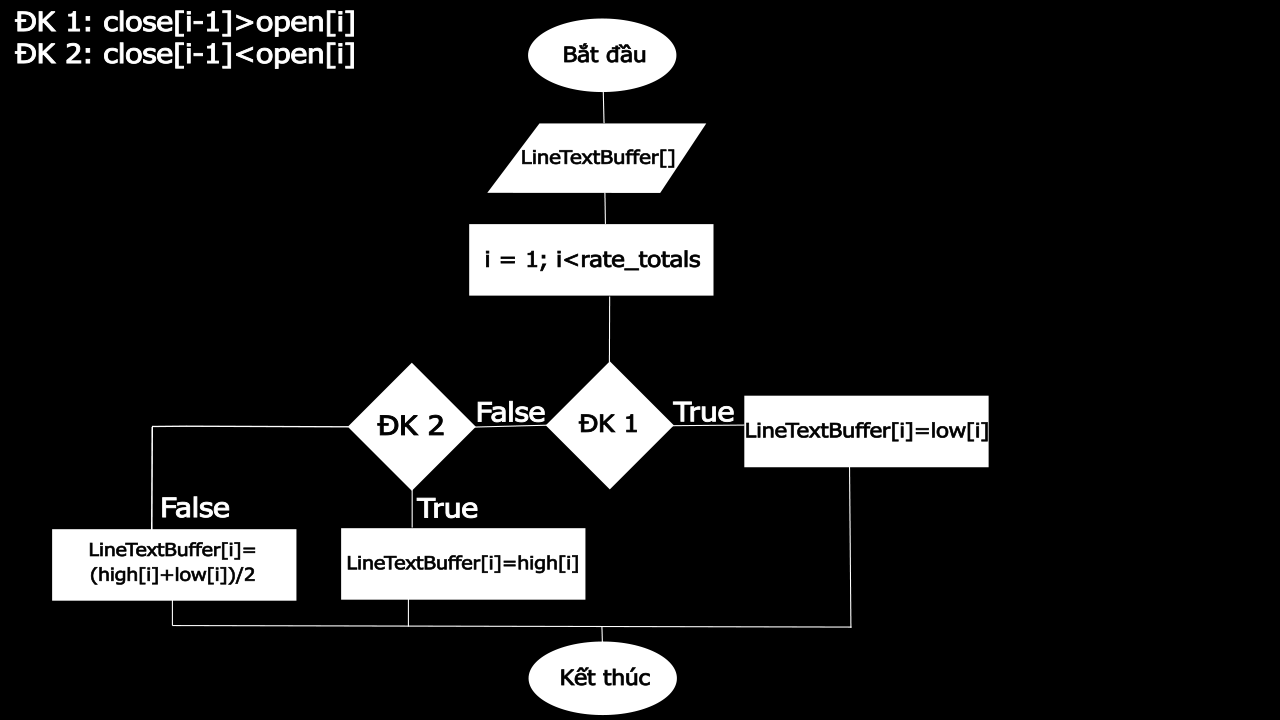 ĐK 1: close[i-1]>open[i]
ĐK 2: close[i-1]<open[i]
Bắt đầu
LineTextBuffer[]
i = 1; i<rate_totals
ĐK 2
False
ĐK 1
True
LineTextBuffer[i]=low[i]
False
True
LineTextBuffer[i]=
(high[i]+low[i])/2
LineTextBuffer[i]=high[i]
Kết thúc